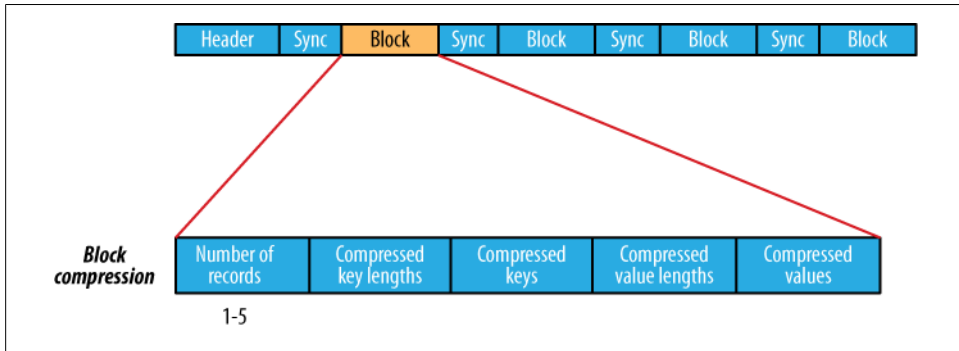 Header Sync Block Sync Block Sync Block Sync Block
Block compression
Number of records
Compressed key lengths
Compressed keys
Compressed value lengths
Compressed values
1-5